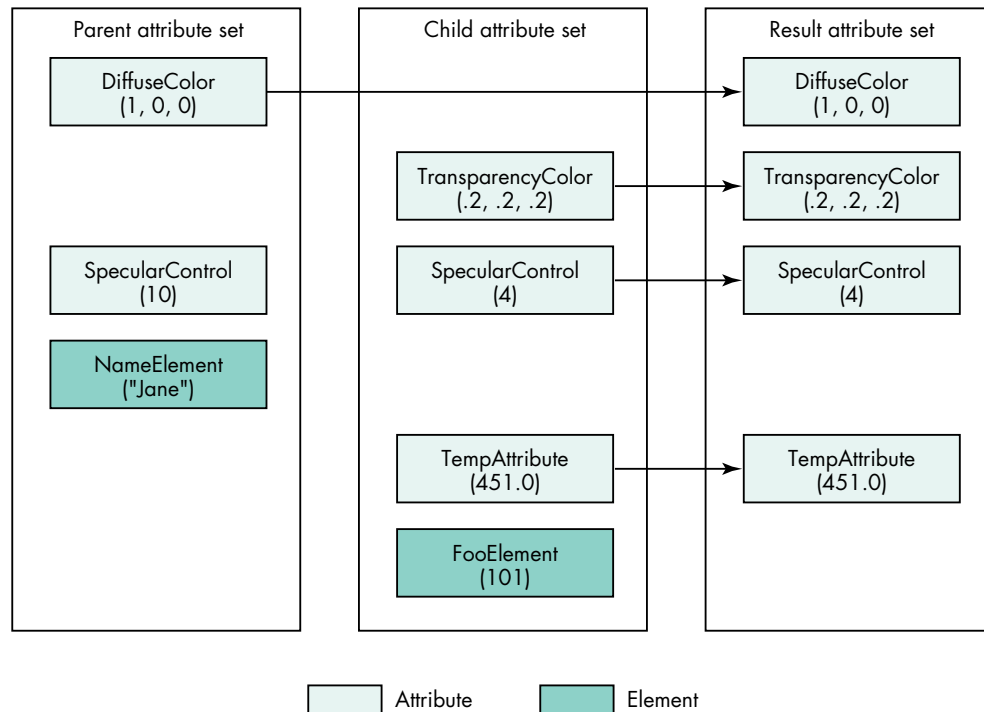 Parent attribute set
DiffuseColor
(1, 0, 0)
SpecularControl
(10)
NameElement
("Jane")
Child attribute set
TransparencyColor
(.2, .2, .2)
SpecularControl
(4)
TempAttribute
(451.0)
FooElement
(101)
Result attribute set
DiffuseColor
(1, 0, 0)
TransparencyColor
(.2, .2, .2)
SpecularControl
(4)
TempAttribute
(451.0)
Attribute
Element